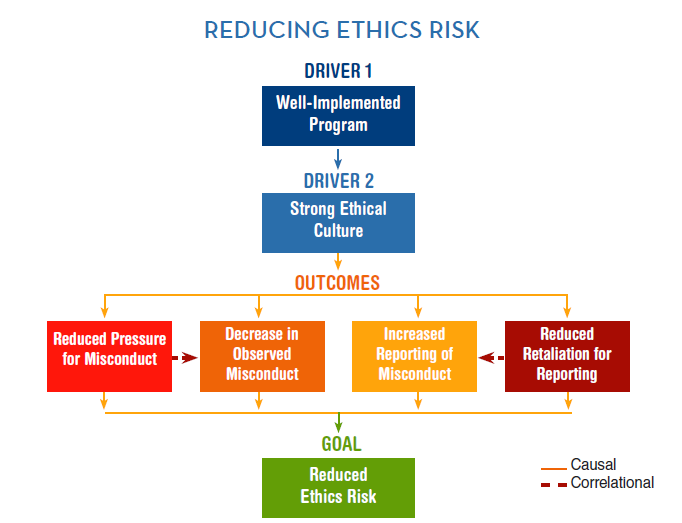 REDUCING ETHICS RISK
DRIVER 1
Well-Implemented
Program
DRIVER 2
Strong Ethical
Culture
OUTCOMES
Reduced Pressure
for Misconduct
Decrease in
Observed
Misconduct
Increased
Reporting of
Misconduct
Reduced
Retaliation for
Reporting
GOAL
Reduced
Ethics Risk
Causal
Correlational